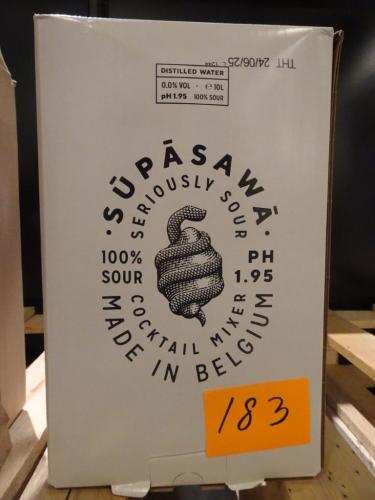 THT 24/06/25
DISTILLED WATER
0.0% VOL · ℮ 10L
pH 1.95 100% SOUR
· SŪPĀSAWĀ ·
SERIOUSLY SOUR
100% SOUR
PH 1.95
COCKTAIL MIXER
MADE IN BELGIUM
183